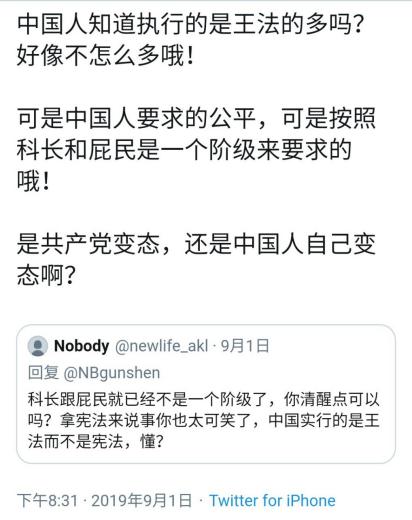 中国人知道执行的是王法的多吗?
好像不怎么多哦!
可是中国人要求的公平，可是按照
科长和屁民是一个阶级来要求的
哦!
是共产党变态，还是中国人自己变
态啊?
Nobody @newlife_akl · 9月1日
回复 @NBgunshen
科长跟屁民就已经不是一个阶级了，你清醒点可以
吗？拿宪法来说事你也太可笑了，中国实行的是王
法而不是宪法，懂？
下午8:31 · 2019年9月1日 · Twitter for iPhone